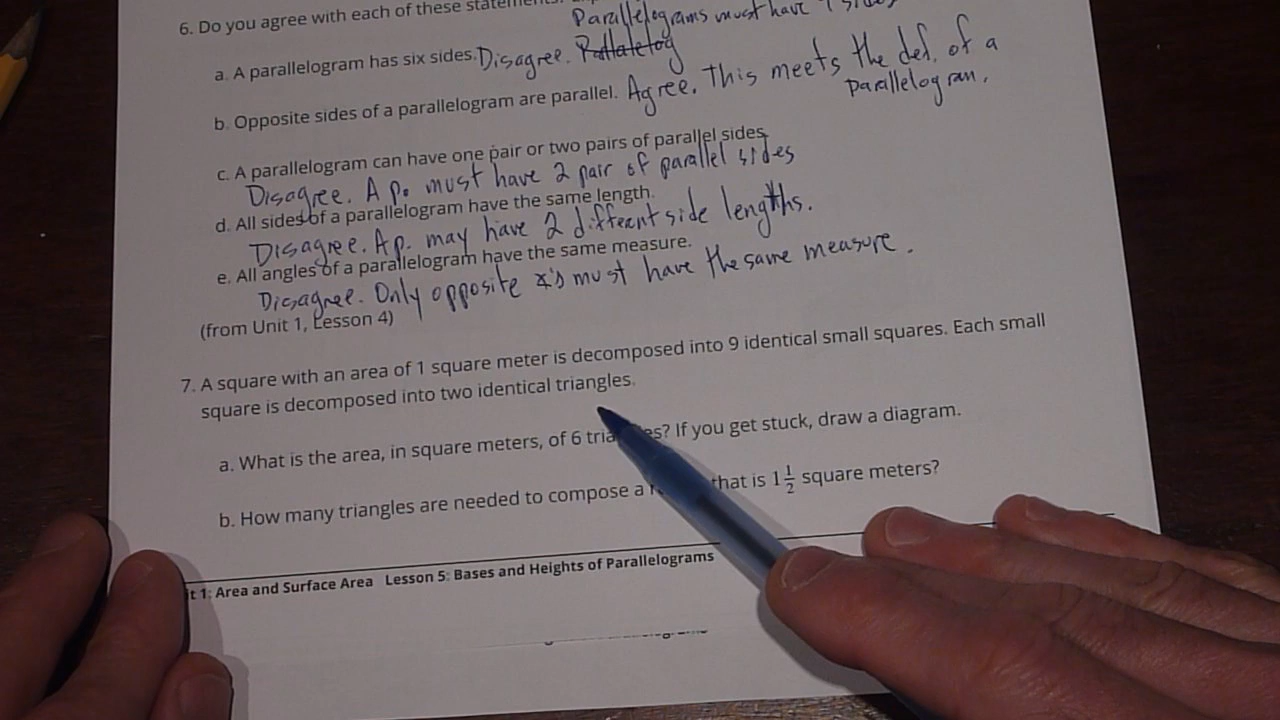 6. Do you agree with each of these statements?
Parallelograms must have 4 sides
a. A parallelogram has six sides. Disagree.
b. Opposite sides of a parallelogram are parallel. Agree. This meets the def. of a
parallelogram.
c. A parallelogram can have one pair or two pairs of parallel sides.
Disagree. A p. must have 2 pair of parallel sides
d. All sides of a parallelogram have the same length.
Disagree. A p. may have 2 different side lengths.
e. All angles of a parallelogram have the same measure.
Disagree. Only opposite ∡'s must have the same measure.
(from Unit 1, Lesson 4)
7. A square with an area of 1 square meter is decomposed into 9 identical small squares. Each small
square is decomposed into two identical triangles.
a. What is the area, in square meters, of 6 triangles? If you get stuck, draw a diagram.
b. How many triangles are needed to compose a that is 1 1/2 square meters?
t 1: Area and Surface Area Lesson 5: Bases and Heights of Parallelograms